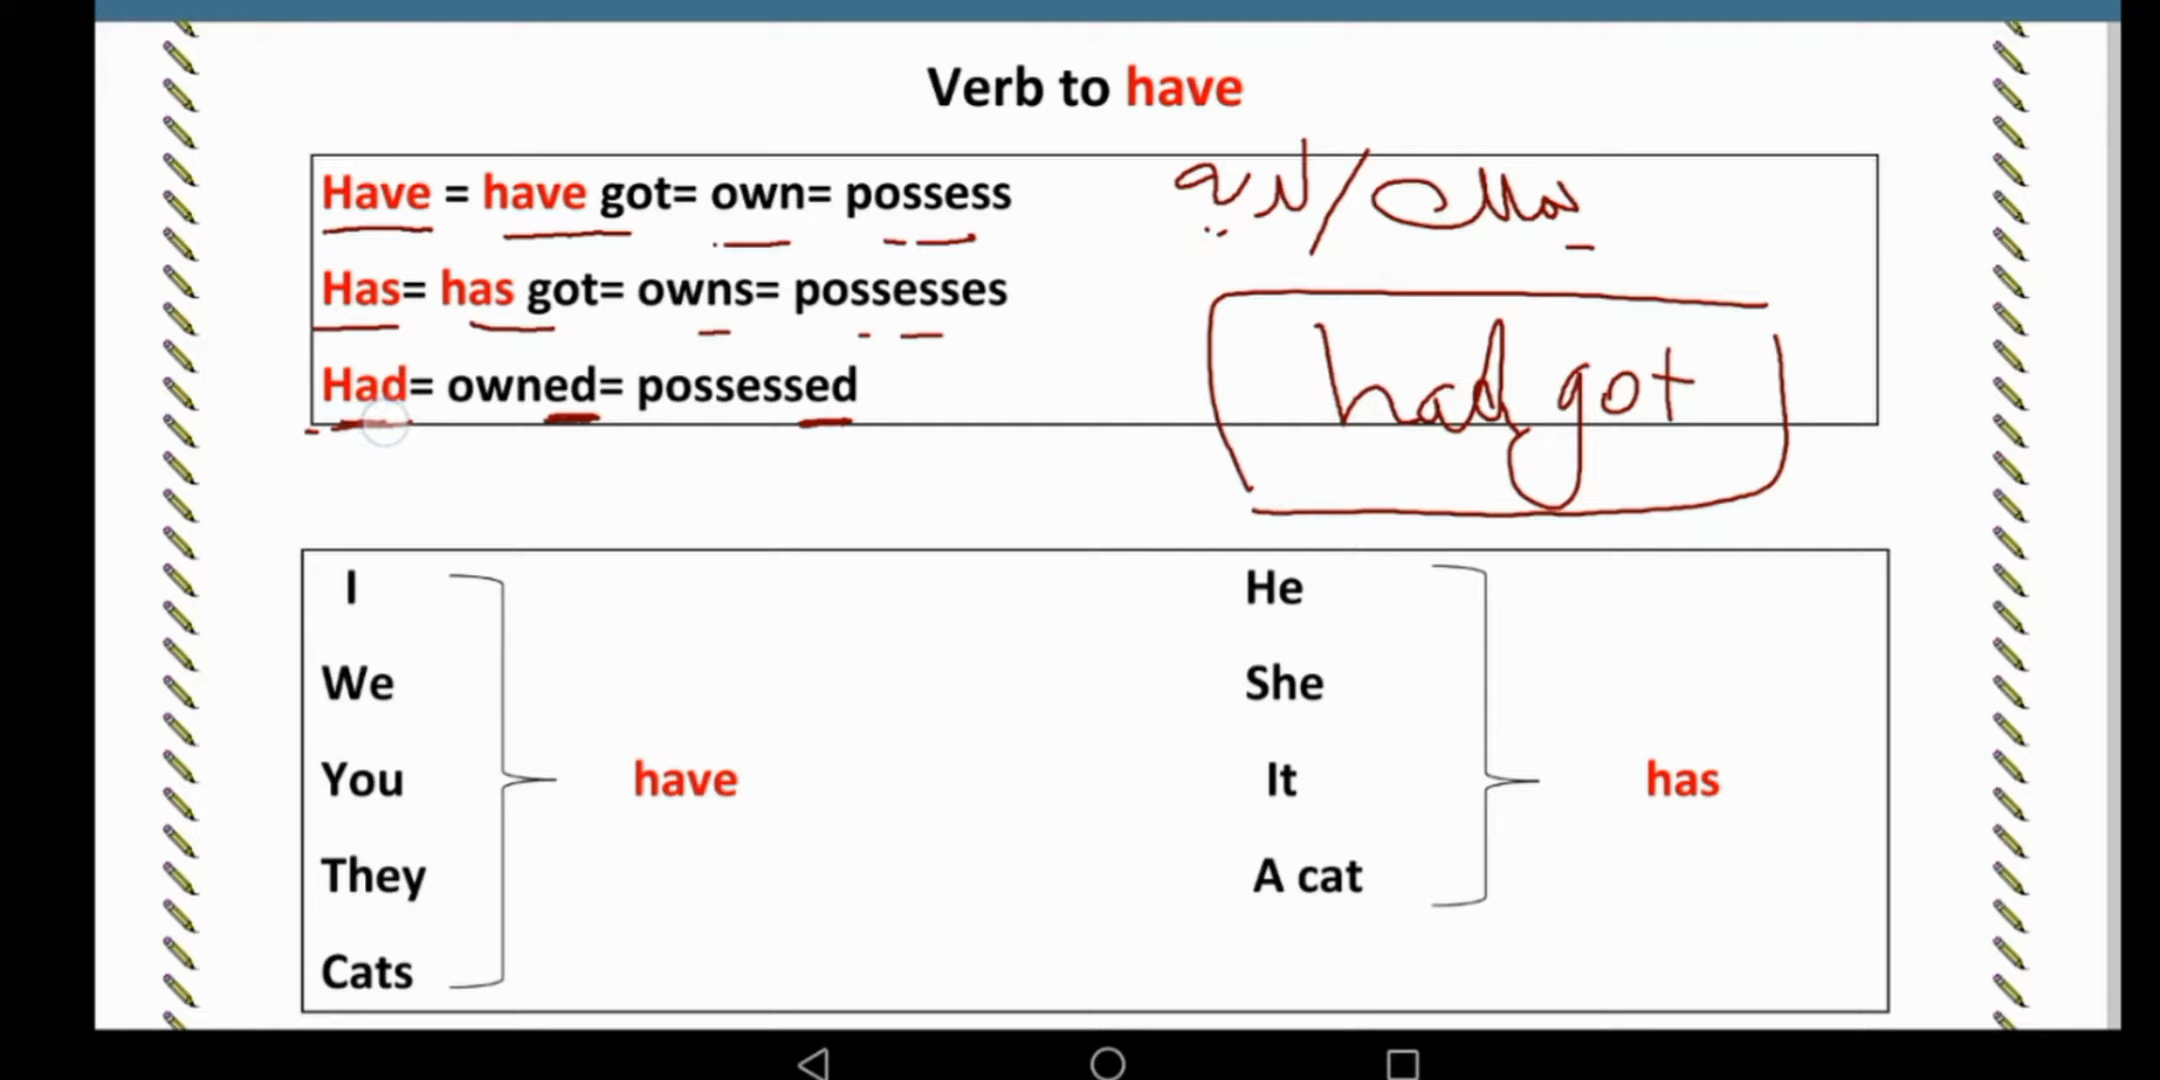 Verb to have
Have = have got= own= possess
لديه / يملك
Has= has got= owns= possesses
Had= owned= possessed
had got
I
We
You
They
Cats
have
He
She
It
A cat
has